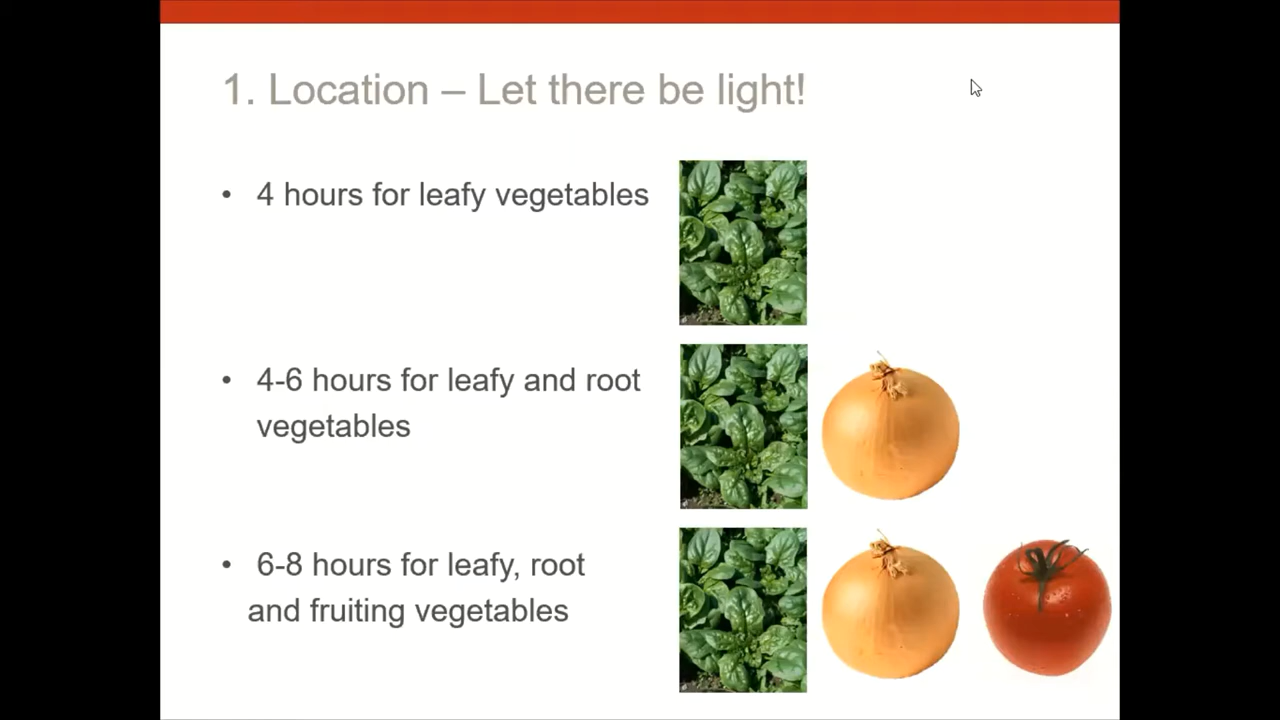 1. Location – Let there be light!
• 4 hours for leafy vegetables
• 4-6 hours for leafy and root
vegetables
• 6-8 hours for leafy, root
and fruiting vegetables